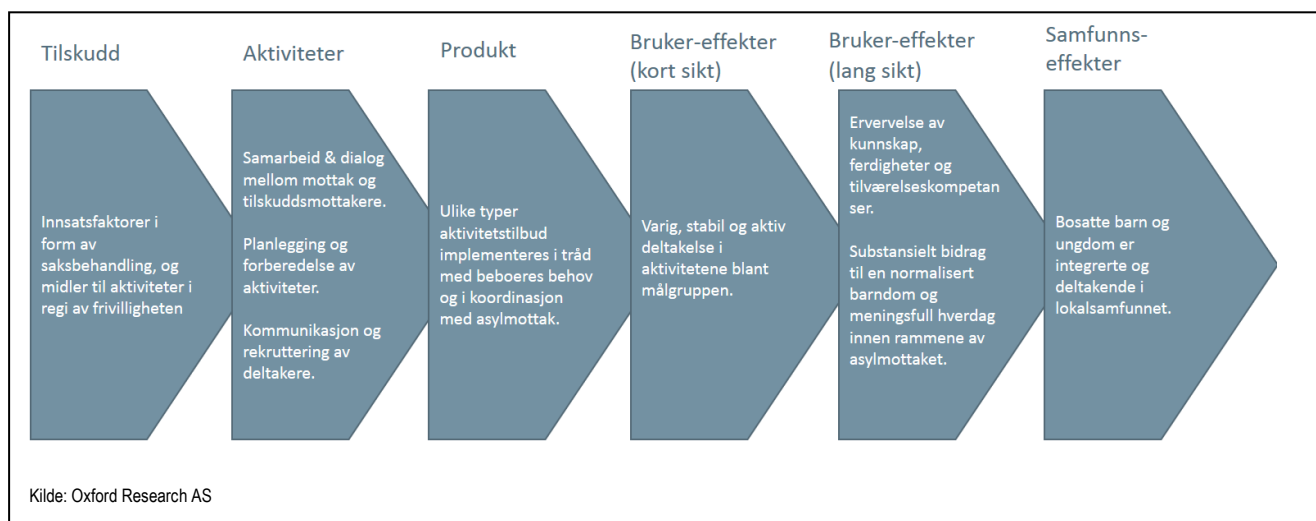 Tilskudd
Innsatsfaktorer i
form av
saksbehandling, og
midler til aktiviteter i
regi av frivilligheten
Aktiviteter
Samarbeid & dialog
mellom mottak og
tilskuddsmottakere.
Planlegging og
forberedelse av
aktiviteter.
Kommunikasjon og
rekruttering av
deltakere.
Produkt
Ulike typer
aktivitetstilbud
implementeres i tråd
med beboeres behov
og i koordinasjon
med asylmottak.
Bruker-effekter
(kort sikt)
Varig, stabil og aktiv
deltakelse i
aktivitetene blant
målgruppen.
Bruker-effekter
(lang sikt)
Ervervelse av
kunnskap,
ferdigheter og
tilværelseskompetan
ser.
Substansielt bidrag
til en normalisert
barndom og
meningsfull hverdag
innen rammene av
asylmottaket.
Samfunns-
effekter
Bosatte barn og
ungdom er
integrerte og
deltakende i
lokalsamfunnet.
Kilde: Oxford Research AS